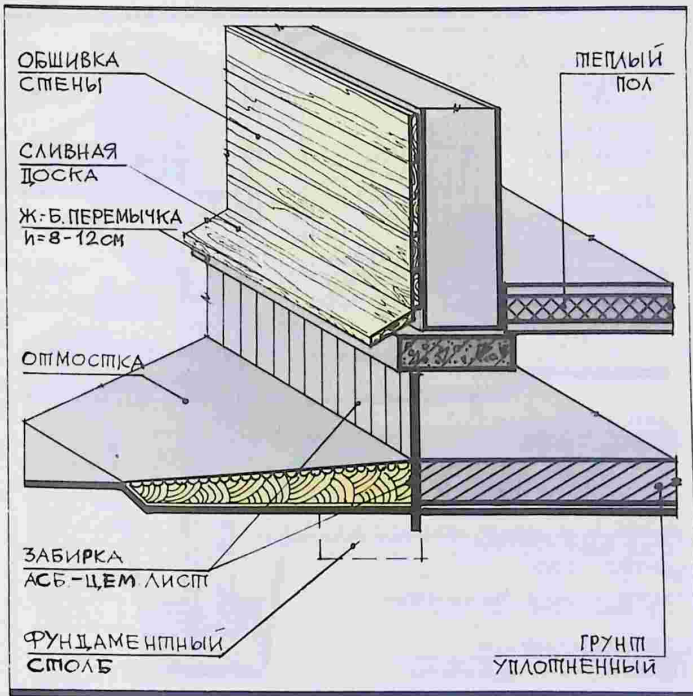 ОБШИВКА
СТЕНЫ
СЛИВНАЯ
ДОСКА
Ж-Б. ПЕРЕМЫЧКА
h=8-12см
ОТМОСТКА
ЗАБИРКА
АСБ-ЦЕМ ЛИСТ
ФУНДАМЕНТНЫЙ
СТОЛБ
ТЕПЛЫЙ
ПОЛ
ГРУНТ
УПЛОТНЕННЫЙ